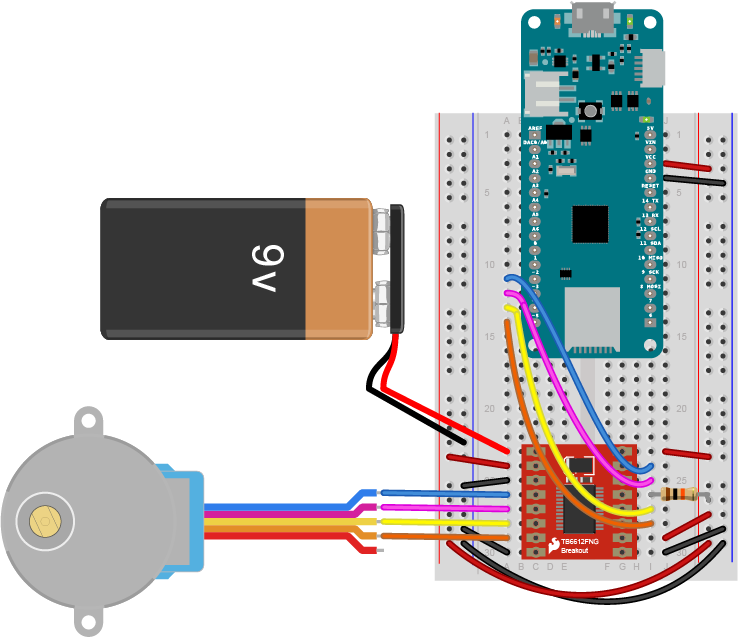 A
J
1
1
5
5
10
10
15
15
20
20
25
25
30
30
AREF
DAC0/A0
A1
A2
A3
A4
A5
A6
0
1
~2
~3
5V
VIN
VCC
GND
RESET
14 TX
13 RX
12 SCL
11 SDA
10 MISO
9 SCK
8 MOSI
7
6
9v
TB6612FNG
Breakout
A B C D E
F G H I J